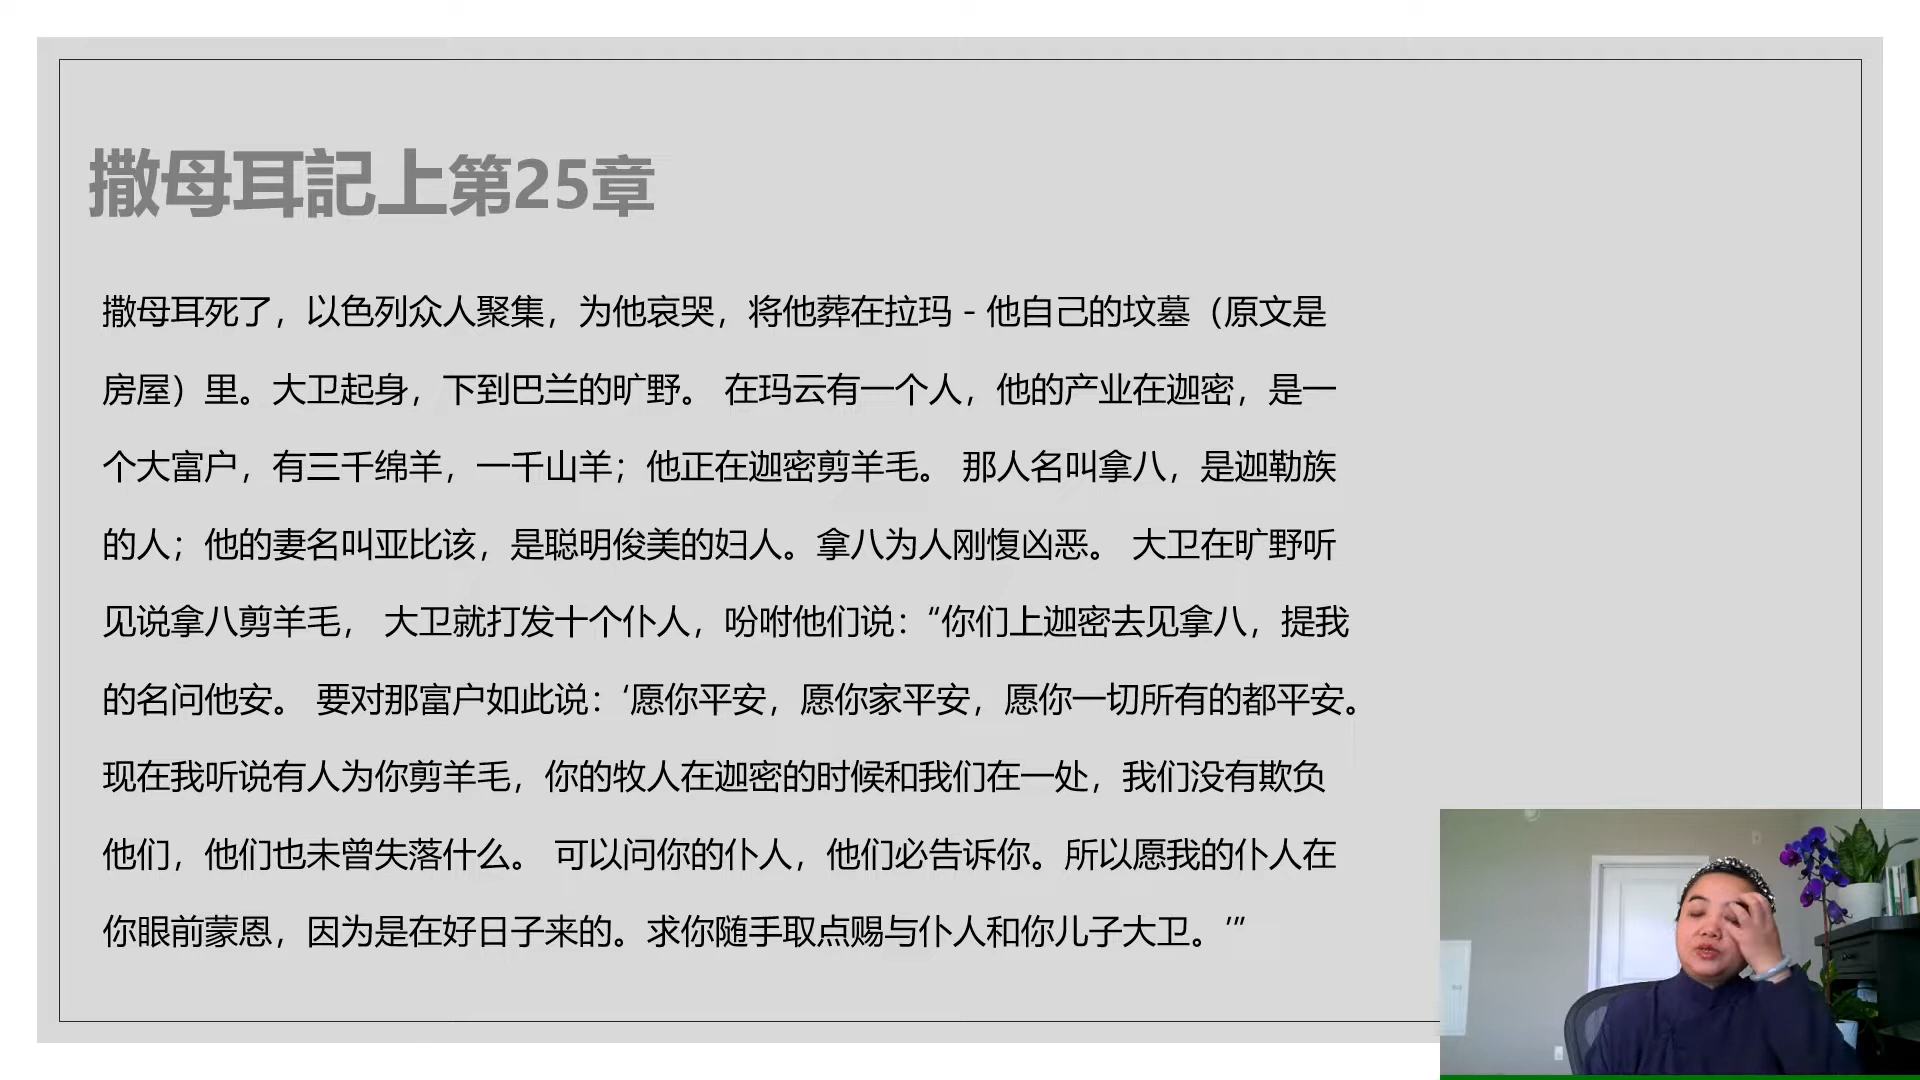 撒母耳記上第25章
撒母耳死了，以色列众人聚集，为他哀哭，将他葬在拉玛 - 他自己的坟墓（原文是
房屋）里。大卫起身，下到巴兰的旷野。 在玛云有一个人，他的产业在迦密，是一
个大富户，有三千绵羊，一千山羊；他正在迦密剪羊毛。 那人名叫拿八，是迦勒族
的人；他的妻名叫亚比该，是聪明俊美的妇人。拿八为人刚愎凶恶。 大卫在旷野听
见说拿八剪羊毛， 大卫就打发十个仆人，吩咐他们说：“你们上迦密去见拿八，提我
的名问他安。 要对那富户如此说：‘愿你平安，愿你家平安，愿你一切所有的都平安。
现在我听说有人为你剪羊毛，你的牧人在迦密的时候和我们在一处，我们没有欺负
他们，他们也未曾失落什么。 可以问你的仆人，他们必告诉你。所以愿我的仆人在
你眼前蒙恩，因为是在好日子来的。求你随手取点赐与仆人和你儿子大卫。’”